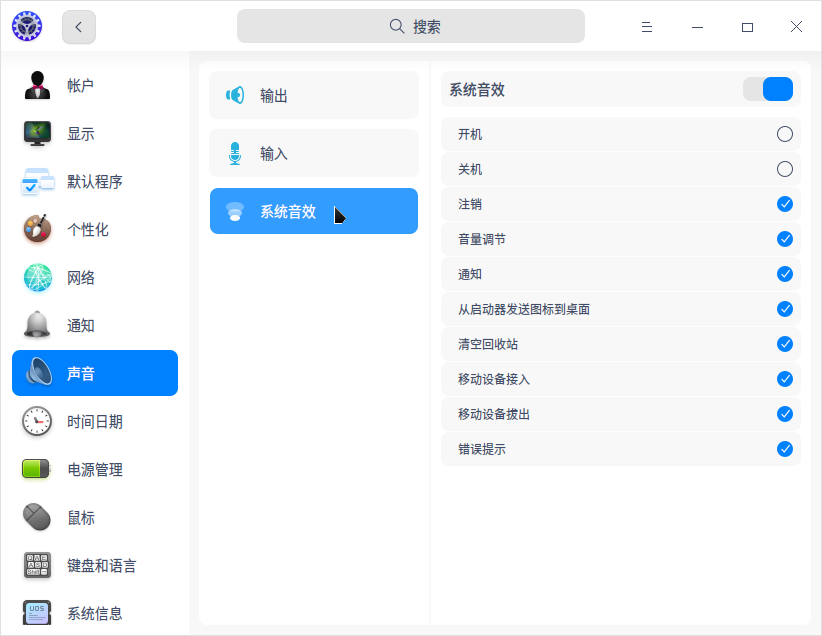 搜索
帐户
显示
默认程序
个性化
网络
通知
声音
时间日期
电源管理
鼠标
键盘和语言
UOS
系统信息
输出
输入
系统音效
系统音效
开机
关机
注销
音量调节
通知
从启动器发送图标到桌面
清空回收站
移动设备接入
移动设备拔出
错误提示